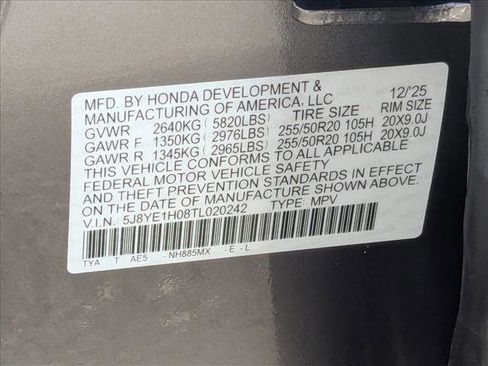 MFD. BY HONDA DEVELOPMENT & 12/'25
MANUFACTURING OF AMERICA, LLC
GVWR 2640KG ( 5820LBS) TIRE SIZE RIM SIZE
GAWR F 1350KG ( 2976LBS) 255/50R20 105H 20X9.0J
GAWR R 1345KG ( 2965LBS) 255/50R20 105H 20X9.0J
THIS VEHICLE CONFORMS TO ALL APPLICABLE
FEDERAL MOTOR VEHICLE SAFETY
AND THEFT PREVENTION STANDARDS IN EFFECT
ON THE DATE OF MANUFACTURE SHOWN ABOVE.
V.I.N. 5J8YE1H08TL020242 TYPE: MPV
TYA T AE5 -NH885MX -E-L